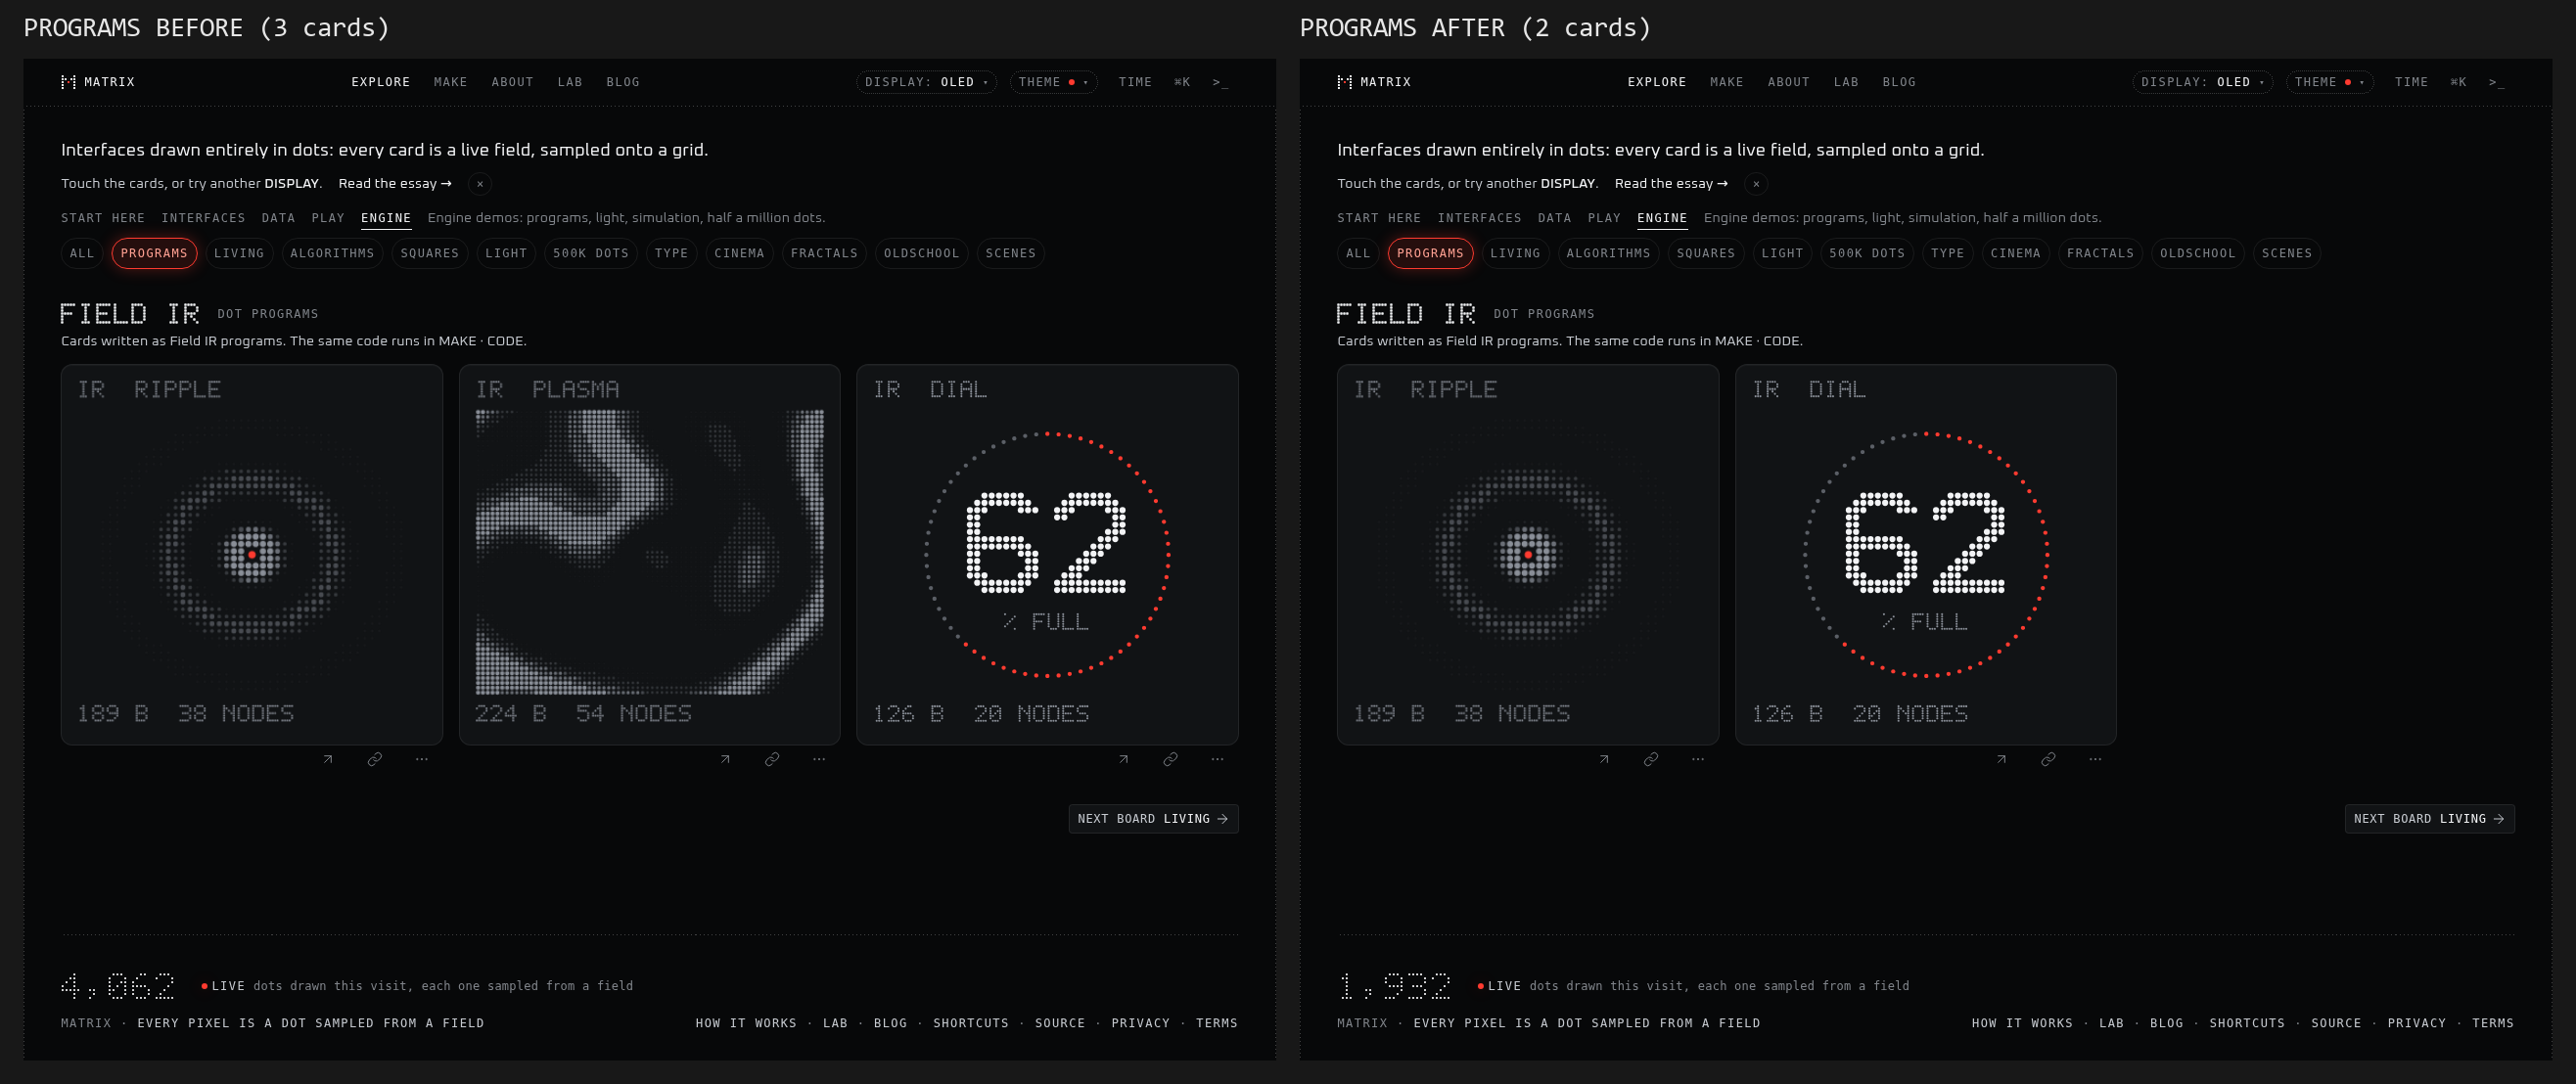 PROGRAMS BEFORE (3 cards)
MATRIX EXPLORE MAKE ABOUT LAB BLOG DISPLAY: OLED THEME TIME ⌘K >_
Interfaces drawn entirely in dots: every card is a live field, sampled onto a grid.
Touch the cards, or try another DISPLAY. Read the essay → ×
START HERE INTERFACES DATA PLAY ENGINE Engine demos: programs, light, simulation, half a million dots.
ALL PROGRAMS LIVING ALGORITHMS SQUARES LIGHT 500K DOTS TYPE CINEMA FRACTALS OLDSCHOOL SCENES
FIELD IR DOT PROGRAMS
Cards written as Field IR programs. The same code runs in MAKE · CODE.
IR RIPPLE
189 B 38 NODES
IR PLASMA
224 B 54 NODES
IR DIAL
62
% FULL
126 B 20 NODES
NEXT BOARD LIVING →
4,062 LIVE dots drawn this visit, each one sampled from a field
MATRIX · EVERY PIXEL IS A DOT SAMPLED FROM A FIELD
HOW IT WORKS · LAB · BLOG · SHORTCUTS · SOURCE · PRIVACY · TERMS
PROGRAMS AFTER (2 cards)
MATRIX EXPLORE MAKE ABOUT LAB BLOG DISPLAY: OLED THEME TIME ⌘K >_
Interfaces drawn entirely in dots: every card is a live field, sampled onto a grid.
Touch the cards, or try another DISPLAY. Read the essay → ×
START HERE INTERFACES DATA PLAY ENGINE Engine demos: programs, light, simulation, half a million dots.
ALL PROGRAMS LIVING ALGORITHMS SQUARES LIGHT 500K DOTS TYPE CINEMA FRACTALS OLDSCHOOL SCENES
FIELD IR DOT PROGRAMS
Cards written as Field IR programs. The same code runs in MAKE · CODE.
IR RIPPLE
189 B 38 NODES
IR DIAL
62
% FULL
126 B 20 NODES
NEXT BOARD LIVING →
1,932 LIVE dots drawn this visit, each one sampled from a field
MATRIX · EVERY PIXEL IS A DOT SAMPLED FROM A FIELD
HOW IT WORKS · LAB · BLOG · SHORTCUTS · SOURCE · PRIVACY · TERMS